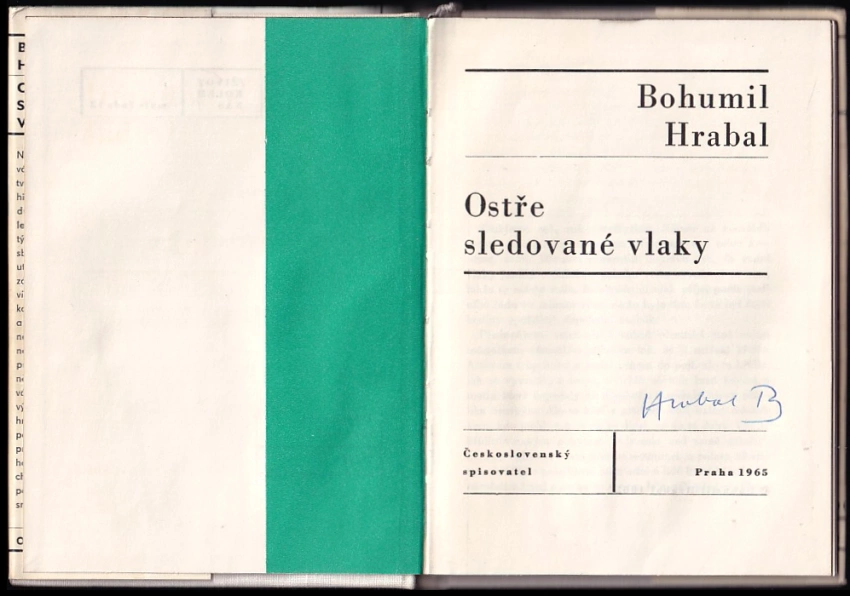 Bohumil
Hrabal
Ostře
sledované vlaky
Hrabal B
Československý
spisovatel
Praha 1965